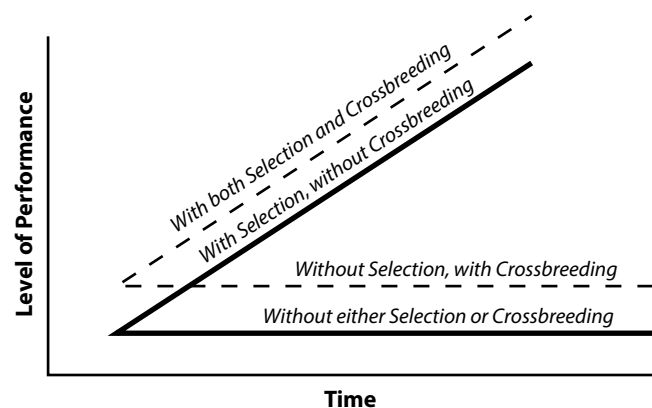 Level of Performance
With both Selection and Crossbreeding
With Selection, without Crossbreeding
Without Selection, with Crossbreeding
Without either Selection or Crossbreeding
Time